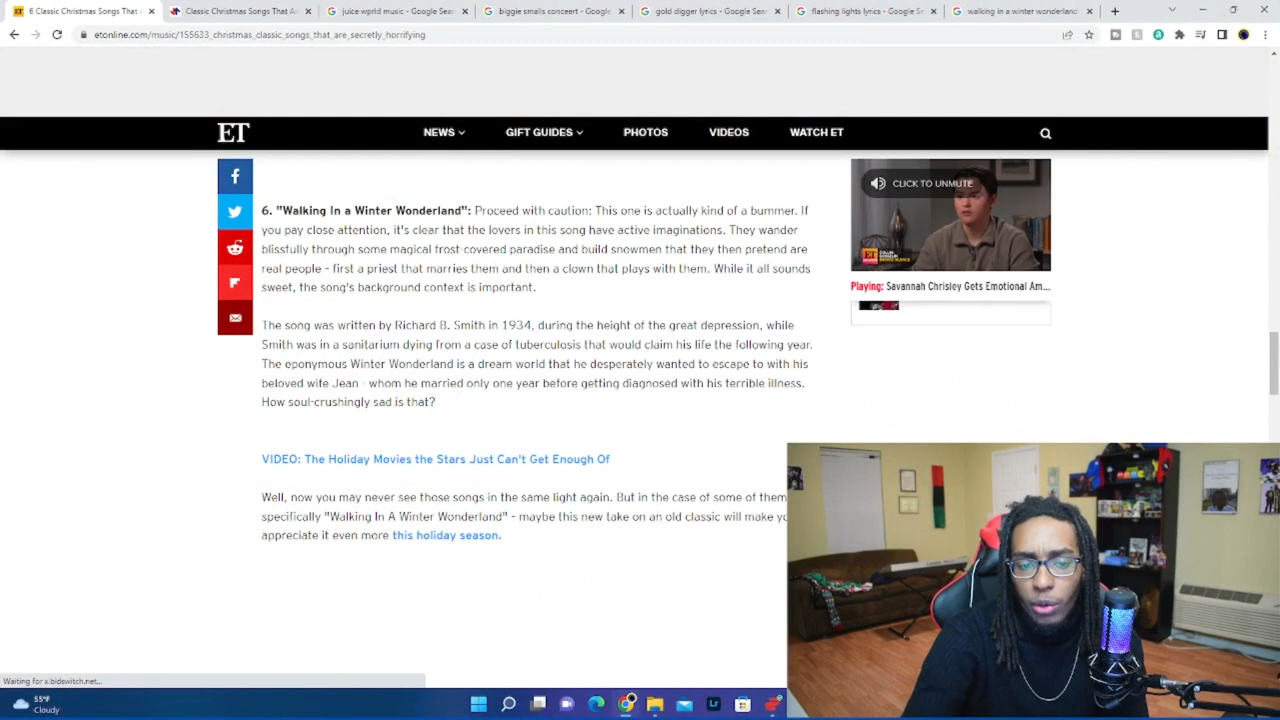 6 Classic Christmas Songs That A
Classic Christmas Songs That Are
juice wprld music - Google Sear
biggie smalls conceert - Google
gold digger lyrics - Google Sear
flashing lights lyrics - Google Se
walking in a winter wonderland
etonline.com/music/155633_christmas_classic_songs_that_are_secretly_horrifying
ET
NEWS
GIFT GUIDES
PHOTOS
VIDEOS
WATCH ET
CLICK TO UNMUTE
Playing: Savannah Chrisley Gets Emotional Am...
6. "Walking In a Winter Wonderland": Proceed with caution: This one is actually kind of a bummer. If
you pay close attention, it's clear that the lovers in this song have active imaginations. They wander
blissfully through some magical frost-covered paradise and build snowmen that they then pretend are
real people - first a priest that marries them and then a clown that plays with them. While it all sounds
sweet, the song's background context is important.
The song was written by Richard B. Smith in 1934, during the height of the great depression, while
Smith was in a sanitarium dying from a case of tuberculosis that would claim his life the following year.
The eponymous Winter Wonderland is a dream world that he desperately wanted to escape to with his
beloved wife Jean - whom he married only one year before getting diagnosed with his terrible illness.
How soul-crushingly sad is that?
VIDEO: The Holiday Movies the Stars Just Can't Get Enough Of
Well, now you may never see those songs in the same light again. But in the case of some of them
specifically "Walking In A Winter Wonderland" - maybe this new take on an old classic will make yo
appreciate it even more this holiday season.
Waiting for x.bidswitch.net...
55°F
Cloudy